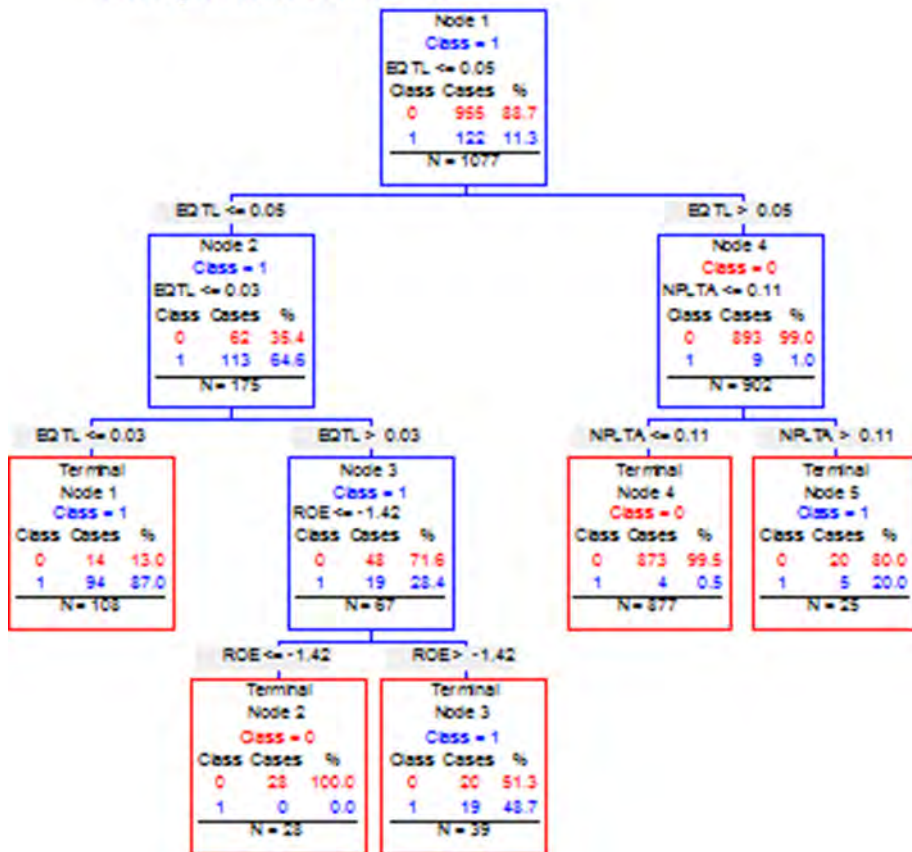 Node 1
Class = 1
EQTL <= 0.05
Class Cases %
0 955 88.7
1 122 11.3
N = 1077
EQTL <= 0.05
EQTL > 0.05
Node 2
Class = 1
EQTL <= 0.03
Class Cases %
0 62 35.4
1 113 64.6
N = 175
Node 4
Class = 0
NPLTA <= 0.11
Class Cases %
0 893 99.0
1 9 1.0
N = 902
EQTL <= 0.03
EQTL > 0.03
NPLTA <= 0.11
NPLTA > 0.11
Terminal
Node 1
Class = 1
Class Cases %
0 14 13.0
1 94 87.0
N = 108
Node 3
Class = 1
ROE <= -1.42
Class Cases %
0 48 71.6
1 19 28.4
N = 67
Terminal
Node 4
Class = 0
Class Cases %
0 873 99.5
1 4 0.5
N = 877
Terminal
Node 5
Class = 1
Class Cases %
0 20 80.0
1 5 20.0
N = 25
ROE <= -1.42
ROE > -1.42
Terminal
Node 2
Class = 0
Class Cases %
0 28 100.0
1 0 0.0
N = 28
Terminal
Node 3
Class = 1
Class Cases %
0 20 51.3
1 19 48.7
N = 39